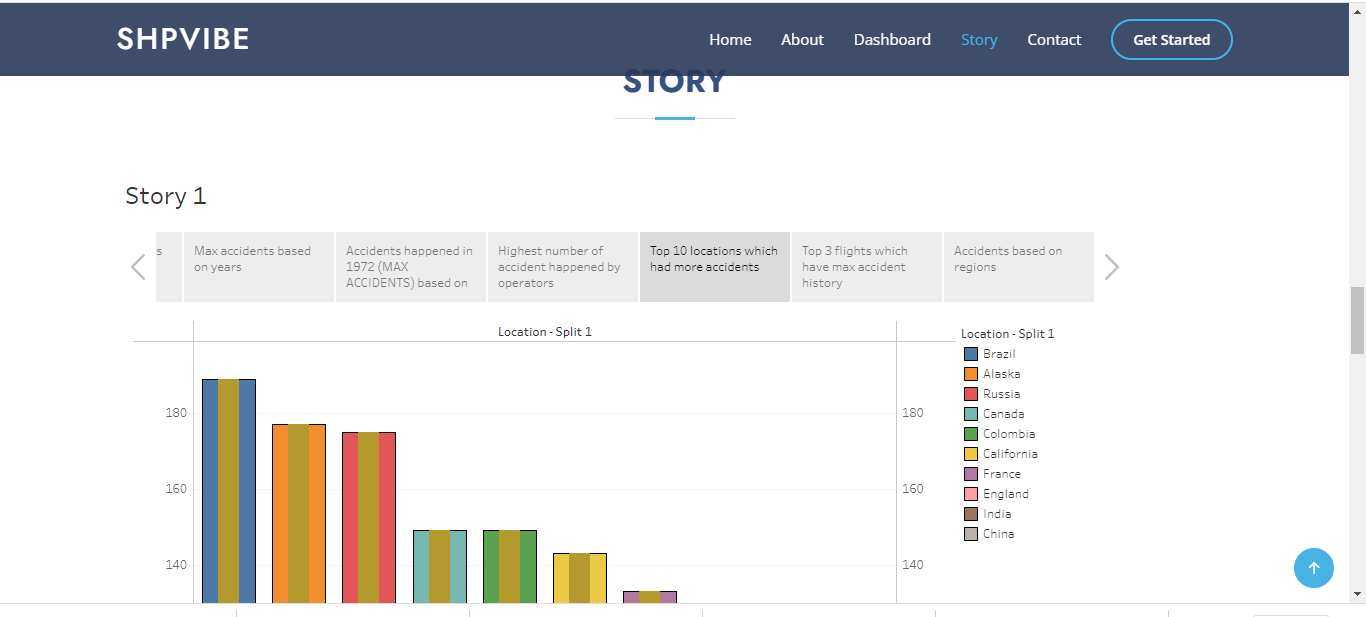 SHPVIBE
Home About Dashboard Story Contact Get Started
STORY
Story 1
s
Max accidents based
on years
Accidents happened in
1972 (MAX
ACCIDENTS) based on
Highest number of
accident happened by
operators
Top 10 locations which
had more accidents
Top 3 flights which
have max accident
history
Accidents based on
regions
Location - Split 1
180
160
140
180
160
140
Location - Split 1
Brazil
Alaska
Russia
Canada
Colombia
California
France
England
India
China